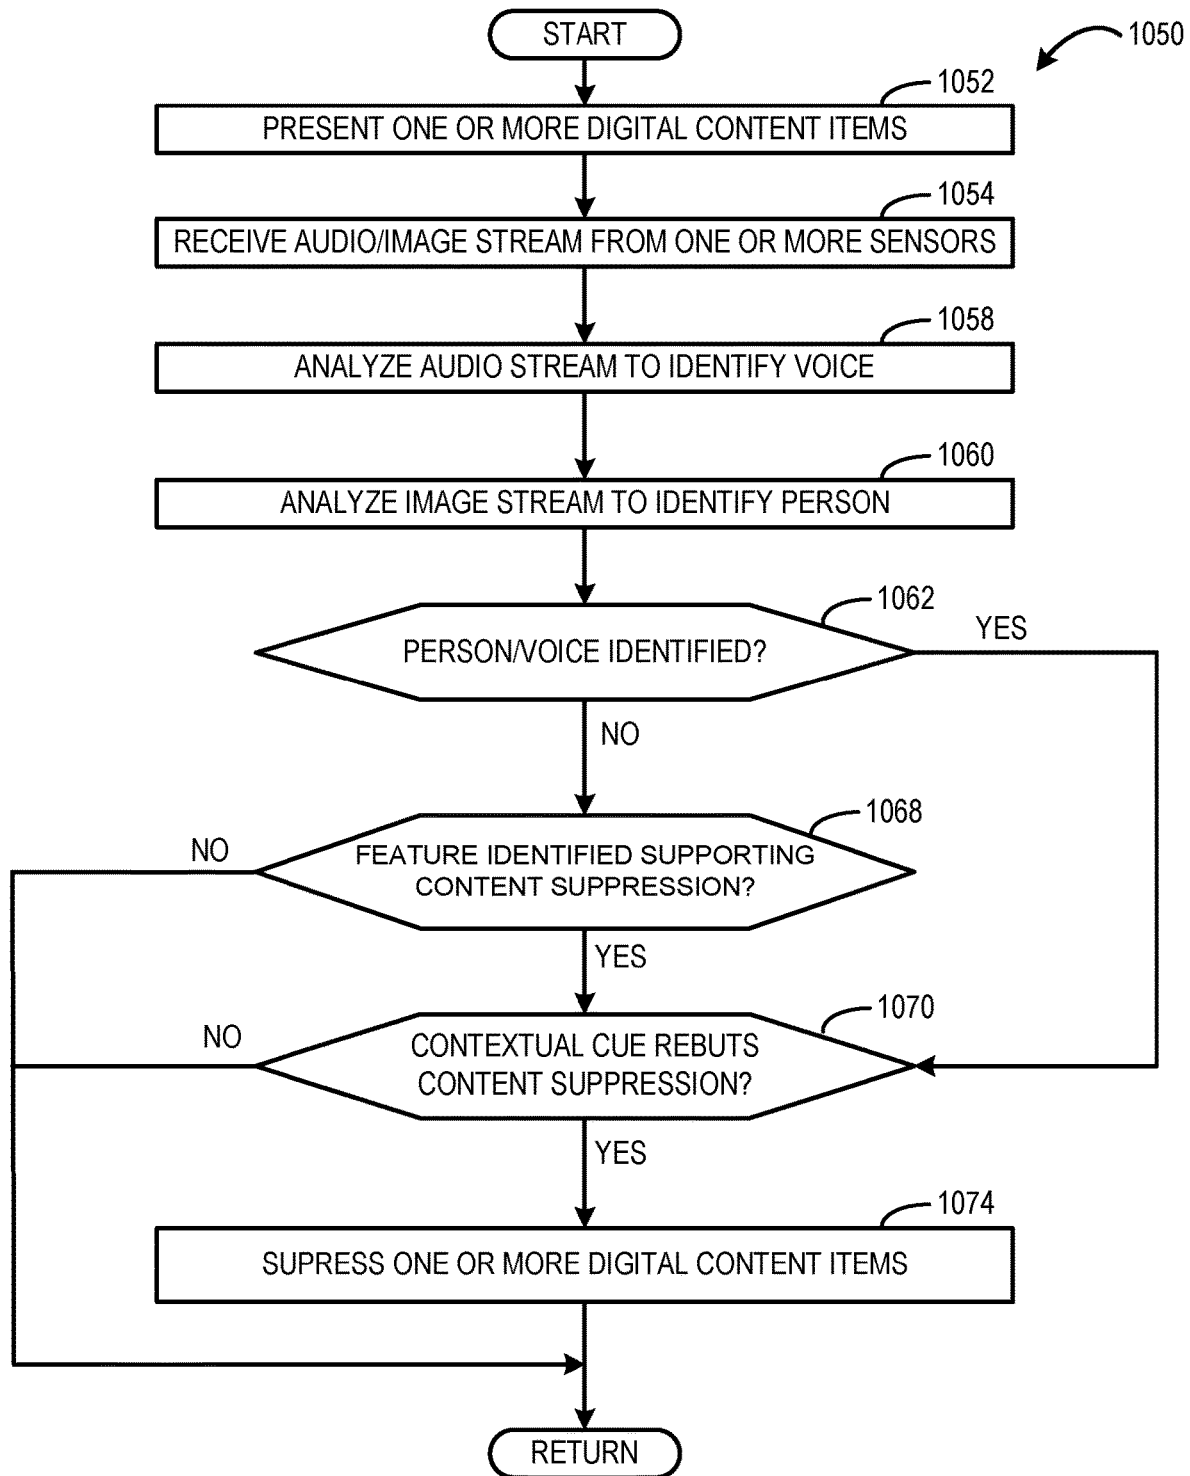 START
1050
1052
PRESENT ONE OR MORE DIGITAL CONTENT ITEMS
1054
RECEIVE AUDIO/IMAGE STREAM FROM ONE OR MORE SENSORS
1058
ANALYZE AUDIO STREAM TO IDENTIFY VOICE
1060
ANALYZE IMAGE STREAM TO IDENTIFY PERSON
1062
PERSON/VOICE IDENTIFIED?
YES
NO
1068
FEATURE IDENTIFIED SUPPORTING
CONTENT SUPPRESSION?
NO
YES
1070
CONTEXTUAL CUE REBUTS
CONTENT SUPPRESSION?
NO
YES
1074
SUPRESS ONE OR MORE DIGITAL CONTENT ITEMS
RETURN